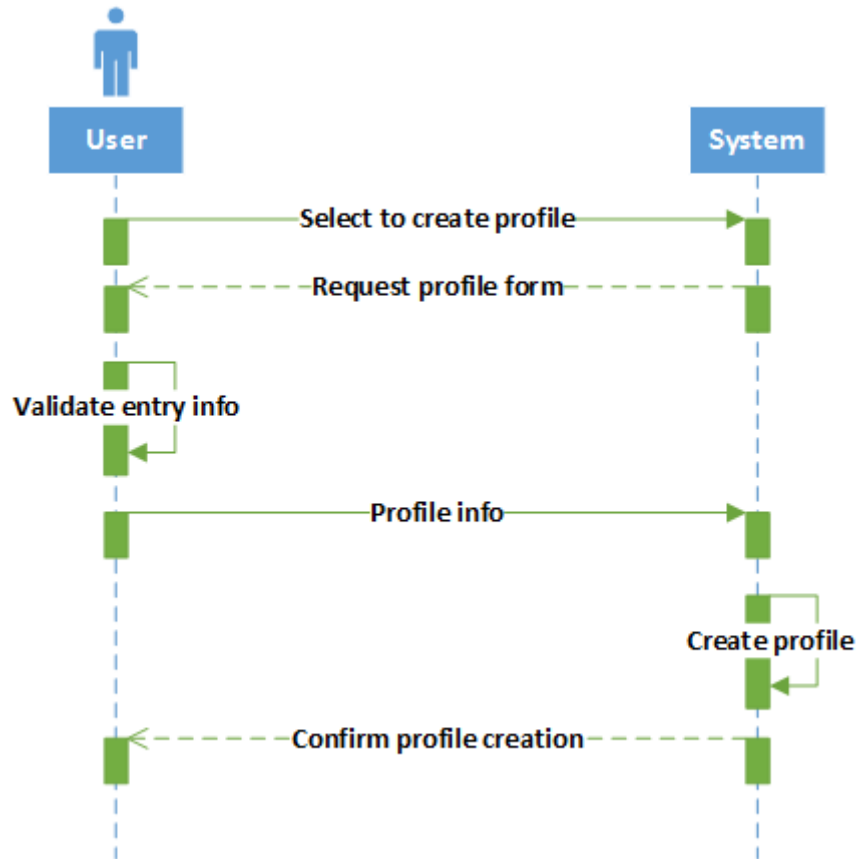 User
System
Select to create profile
Request profile form
Validate entry info
Profile info
Create profile
Confirm profile creation